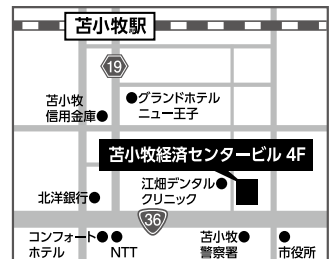 苫小牧駅
19
苫小牧
信用金庫●
●グランドホテル
ニュー王子
苫小牧経済センタービル 4F
北洋銀行●
江畑デンタル●
クリニック
36
コンフォート●
ホテル
●
NTT
苫小牧●
警察署
●
市役所